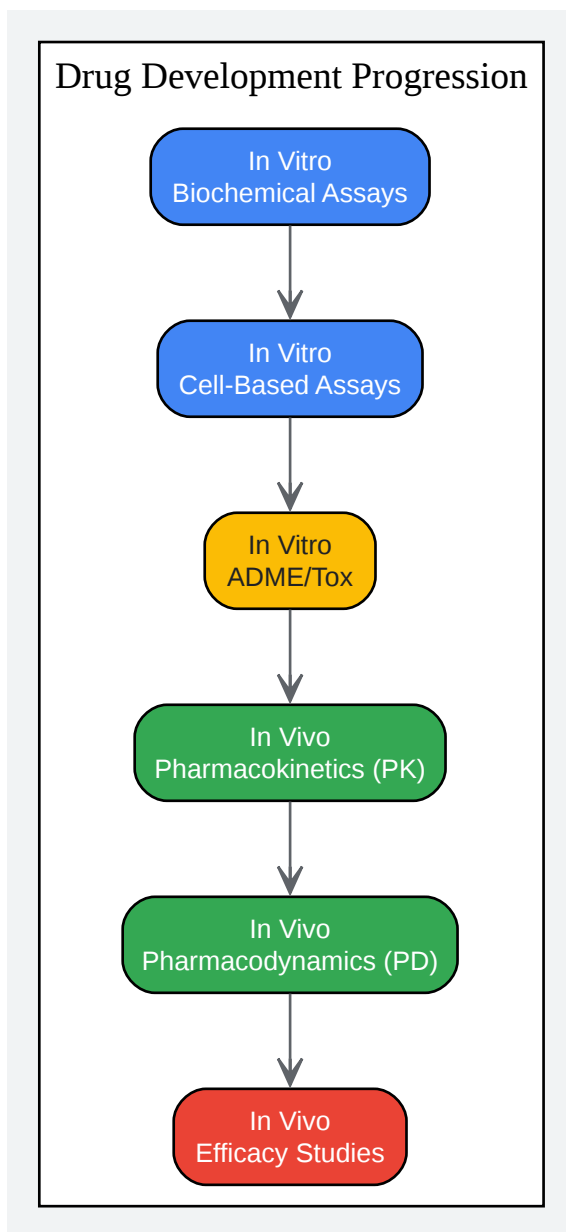 Drug Development Progression
In Vitro
Biochemical Assays
In Vitro
Cell-Based Assays
In Vitro
ADME/Tox
In Vivo
Pharmacokinetics (PK)
In Vivo
Pharmacodynamics (PD)
In Vivo
Efficacy Studies